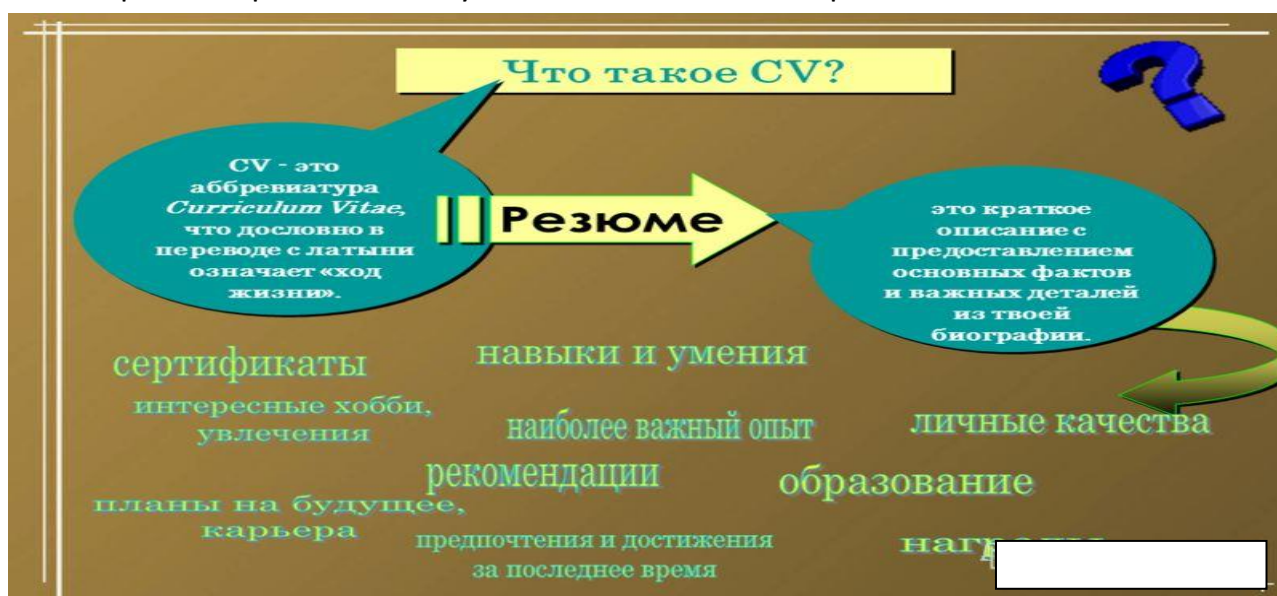 Что такое CV?
CV - это
аббревиатура
Curriculum Vitae,
что дословно в
переводе с латыни
означает «ход
жизни».
Резюме
это краткое
описание с
предоставлением
основных фактов
и важных деталей
из твоей
биографии.
сертификаты
навыки и умения
интересные хобби,
увлечения
наиболее важный опыт
личные качества
рекомендации
образование
планы на будущее,
карьера
предпочтения и достижения
за последнее время